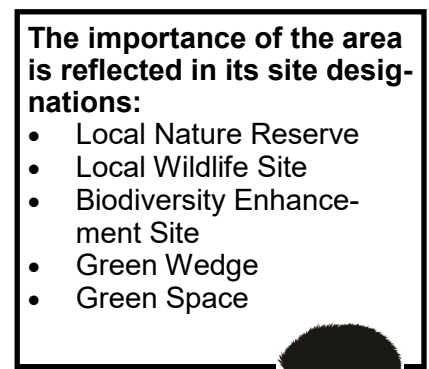 The importance of the area
is reflected in its site desig-
nations:
• Local Nature Reserve
• Local Wildlife Site
• Biodiversity Enhance-
ment Site
• Green Wedge
• Green Space